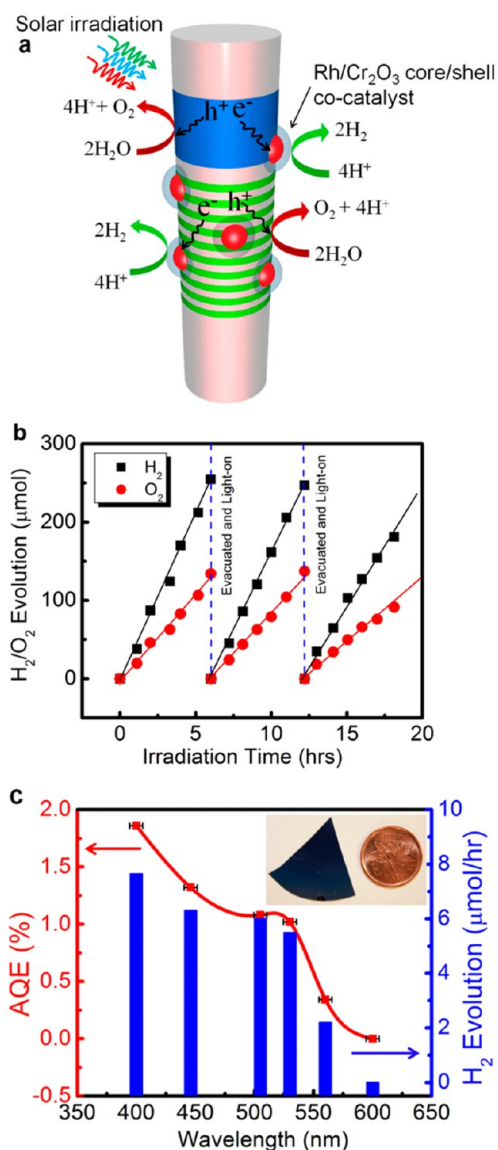 Solar irradiation
a
Rh/Cr₂O₃ core/shell
co-catalyst
4H⁺+ O₂
h⁺ e⁻
2H₂
2H₂O
4H⁺
e⁻ h⁺
O₂ + 4H⁺
2H₂
2H₂O
4H⁺
b
H₂/O₂ Evolution (μmol)
300
200
100
0
H₂
O₂
Evacuated and Light-on
Evacuated and Light-on
0 5 10 15 20
Irradiation Time (hrs)
c
AQE (%)
2.0
1.5
1.0
0.5
0.0
-0.5
10
8
6
4
2
0
H₂ Evolution (μmol/hr)
350 400 450 500 550 600 650
Wavelength (nm)